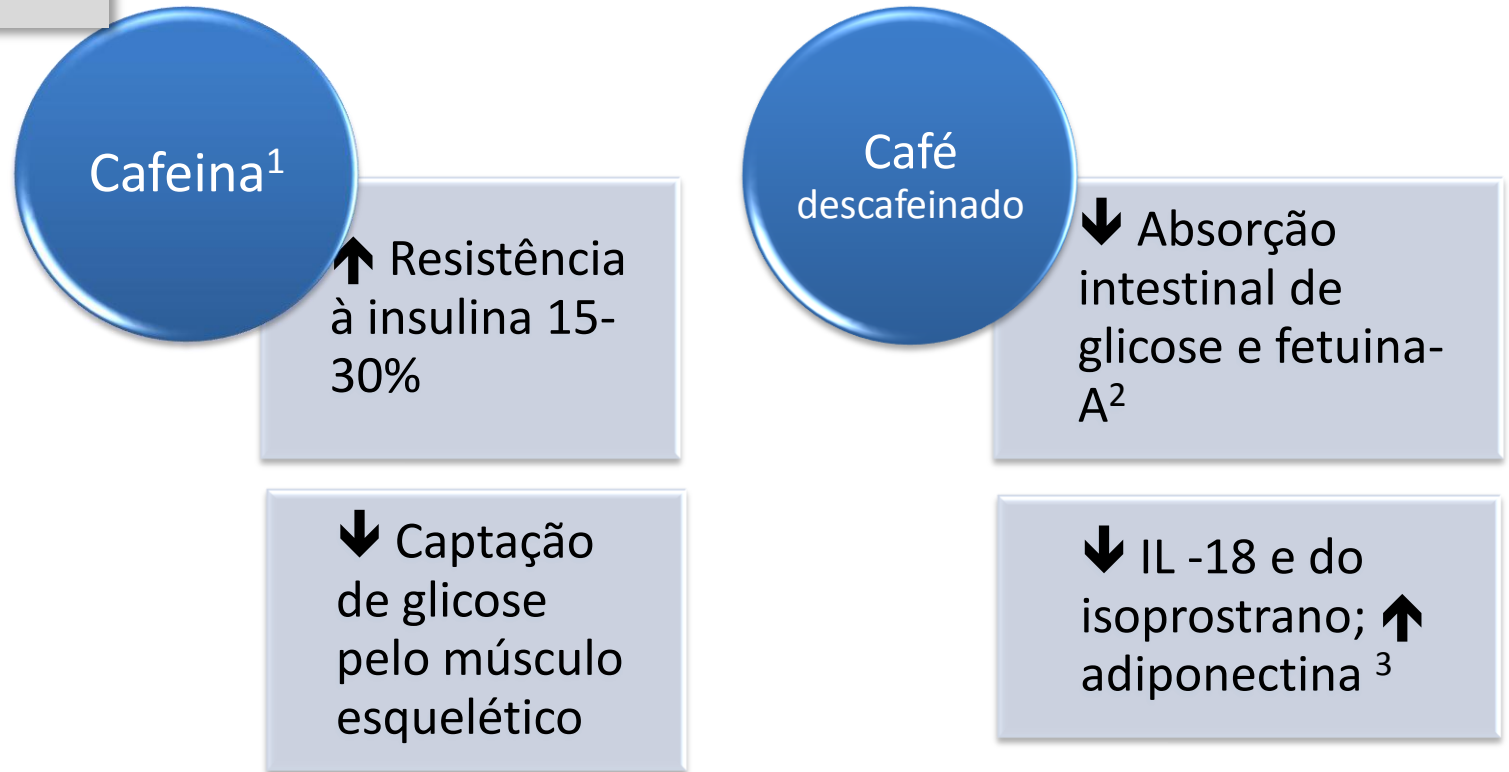 Cafeina¹
↑ Resistência
à insulina 15-
30%
↓ Captação
de glicose
pelo músculo
esquelético
Café
descafeinado
↓ Absorção
intestinal de
glicose e fetuina-
A²
↓ IL -18 e do
isoprostrano; ↑
adiponectina ³